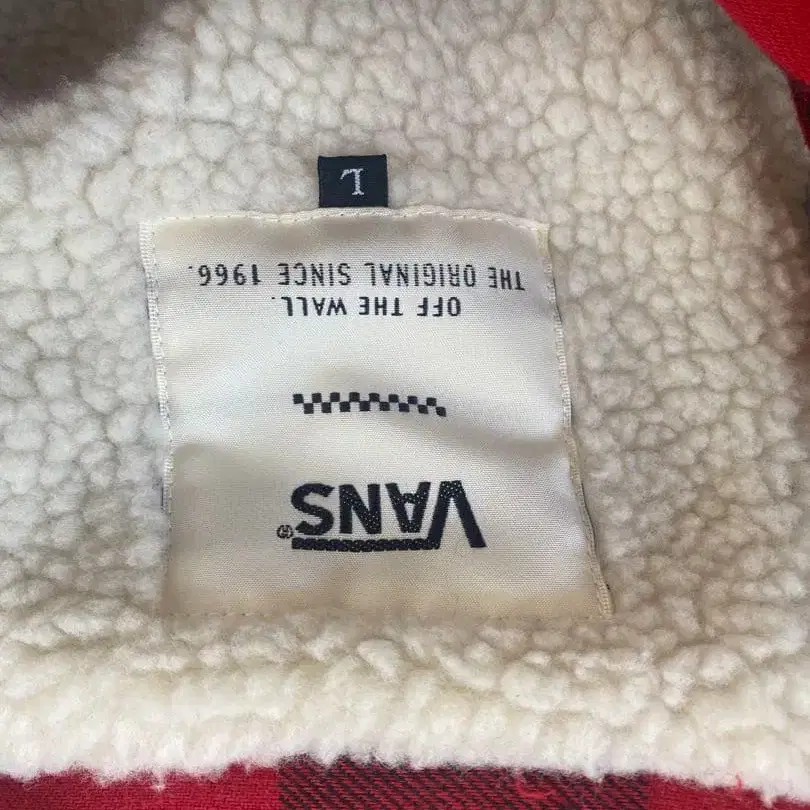 VANS®
OFF THE WALL.
THE ORIGINAL SINCE 1966.
L